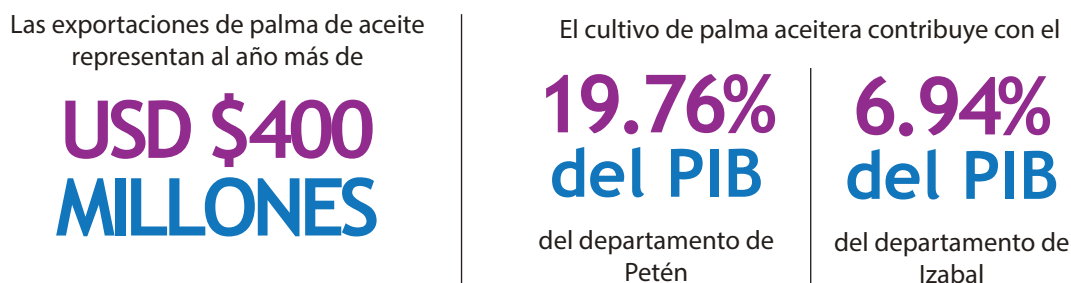 Las exportaciones de palma de aceite
representan al año más de
USD $400
MILLONES
El cultivo de palma aceitera contribuye con el
19.76%
del PIB
del departamento de
Petén
6.94%
del PIB
del departamento de
Izabal